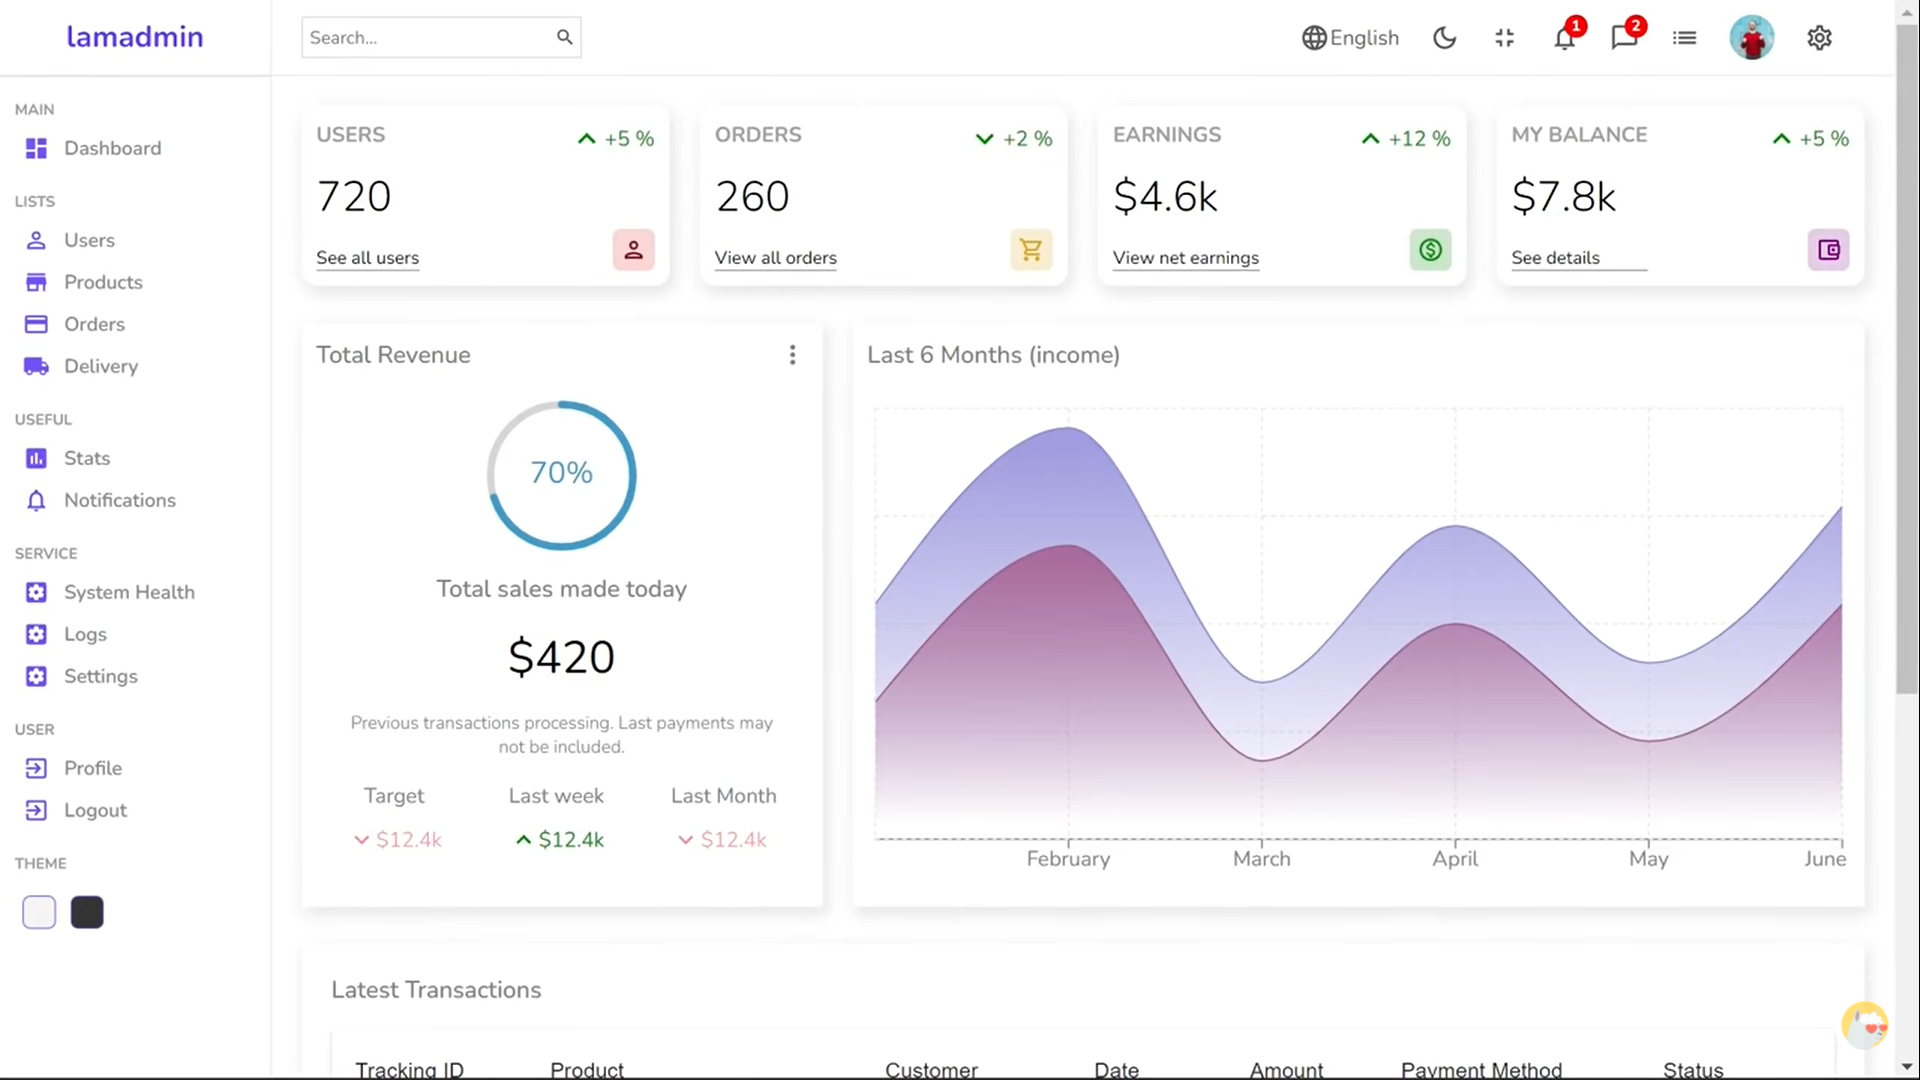 lamadmin
Search...
English
1
2
MAIN
Dashboard
LISTS
Users
Products
Orders
Delivery
USEFUL
Stats
Notifications
SERVICE
System Health
Logs
Settings
USER
Profile
Logout
THEME
USERS
+5 %
720
See all users
ORDERS
+2 %
260
View all orders
EARNINGS
+12 %
$4.6k
View net earnings
MY BALANCE
+5 %
$7.8k
See details
Total Revenue
70%
Total sales made today
$420
Previous transactions processing. Last payments may
not be included.
Target
Last week
Last Month
$12.4k
$12.4k
$12.4k
Last 6 Months (income)
February
March
April
May
June
Latest Transactions
Tracking ID
Product
Customer
Date
Amount
Payment Method
Status